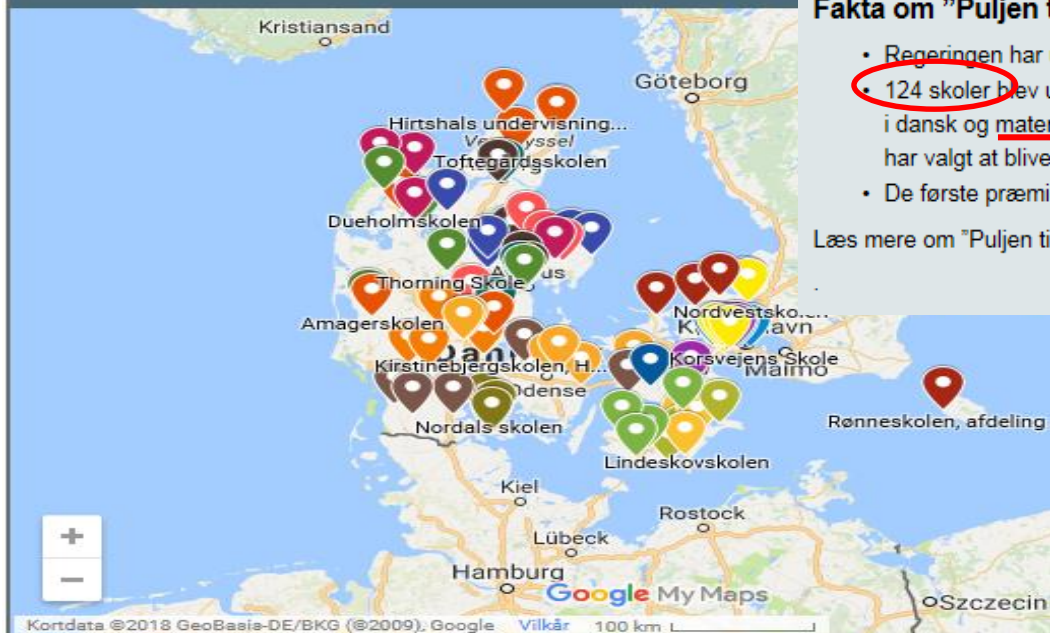 Fakta om ”Puljen t
• Regeringen har
• 124 skoler blev u
i dansk og mater
har valgt at blive
• De første præmi
Læs mere om ”Puljen ti
.
Kristiansand
Göteborg
Hirtshals undervisning...
Toftegårdsskolen
Dueholmskolen
Thorning Skole
Amagerskolen
Nordvestsko...
Kirstinebjergskolen, H...
Korsvejens Skole
Malmö
Odense
Rønneskolen, afdeling
Nordals skolen
Lindeskovskolen
Kiel
Rostock
Lübeck
Hamburg
Szczecin
+
−
Google My Maps
Kortdata ©2018 GeoBasis-DE/BKG (©2009), Google Vilkår 100 km